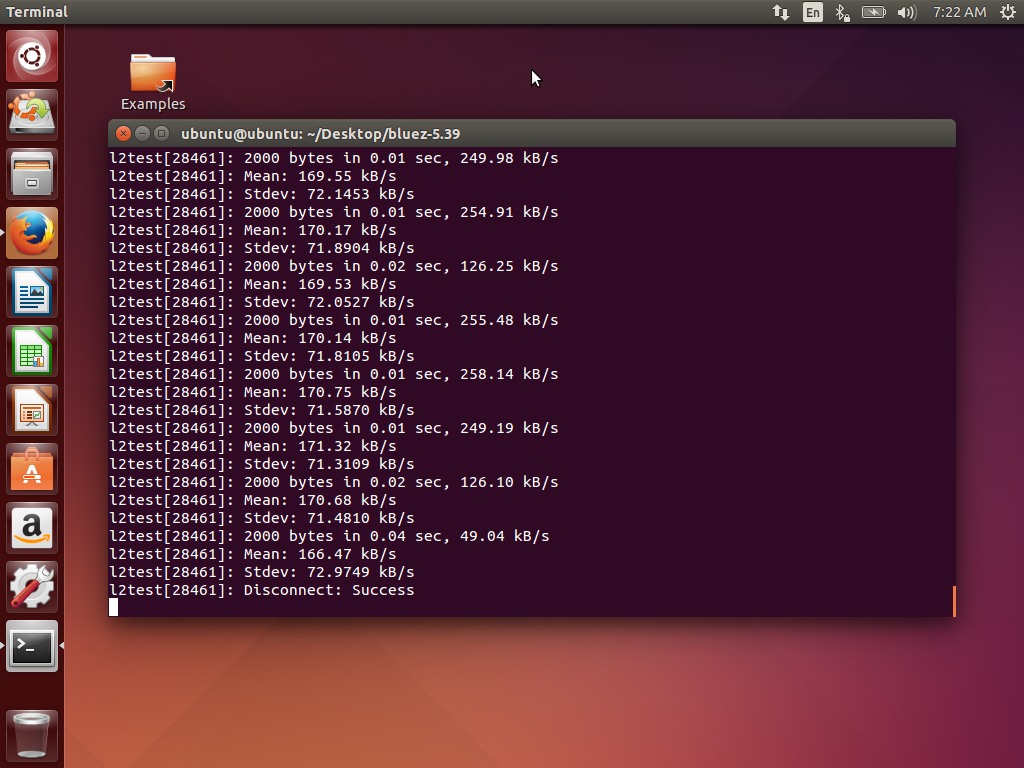 Terminal
En
7:22 AM
Examples
ubuntu@ubuntu: ~/Desktop/bluez-5.39
l2test[28461]: 2000 bytes in 0.01 sec, 249.98 kB/s
l2test[28461]: Mean: 169.55 kB/s
l2test[28461]: Stdev: 72.1453 kB/s
l2test[28461]: 2000 bytes in 0.01 sec, 254.91 kB/s
l2test[28461]: Mean: 170.17 kB/s
l2test[28461]: Stdev: 71.8904 kB/s
l2test[28461]: 2000 bytes in 0.02 sec, 126.25 kB/s
l2test[28461]: Mean: 169.53 kB/s
l2test[28461]: Stdev: 72.0527 kB/s
l2test[28461]: 2000 bytes in 0.01 sec, 255.48 kB/s
l2test[28461]: Mean: 170.14 kB/s
l2test[28461]: Stdev: 71.8105 kB/s
l2test[28461]: 2000 bytes in 0.01 sec, 258.14 kB/s
l2test[28461]: Mean: 170.75 kB/s
l2test[28461]: Stdev: 71.5870 kB/s
l2test[28461]: 2000 bytes in 0.01 sec, 249.19 kB/s
l2test[28461]: Mean: 171.32 kB/s
l2test[28461]: Stdev: 71.3109 kB/s
l2test[28461]: 2000 bytes in 0.02 sec, 126.10 kB/s
l2test[28461]: Mean: 170.68 kB/s
l2test[28461]: Stdev: 71.4810 kB/s
l2test[28461]: 2000 bytes in 0.04 sec, 49.04 kB/s
l2test[28461]: Mean: 166.47 kB/s
l2test[28461]: Stdev: 72.9749 kB/s
l2test[28461]: Disconnect: Success